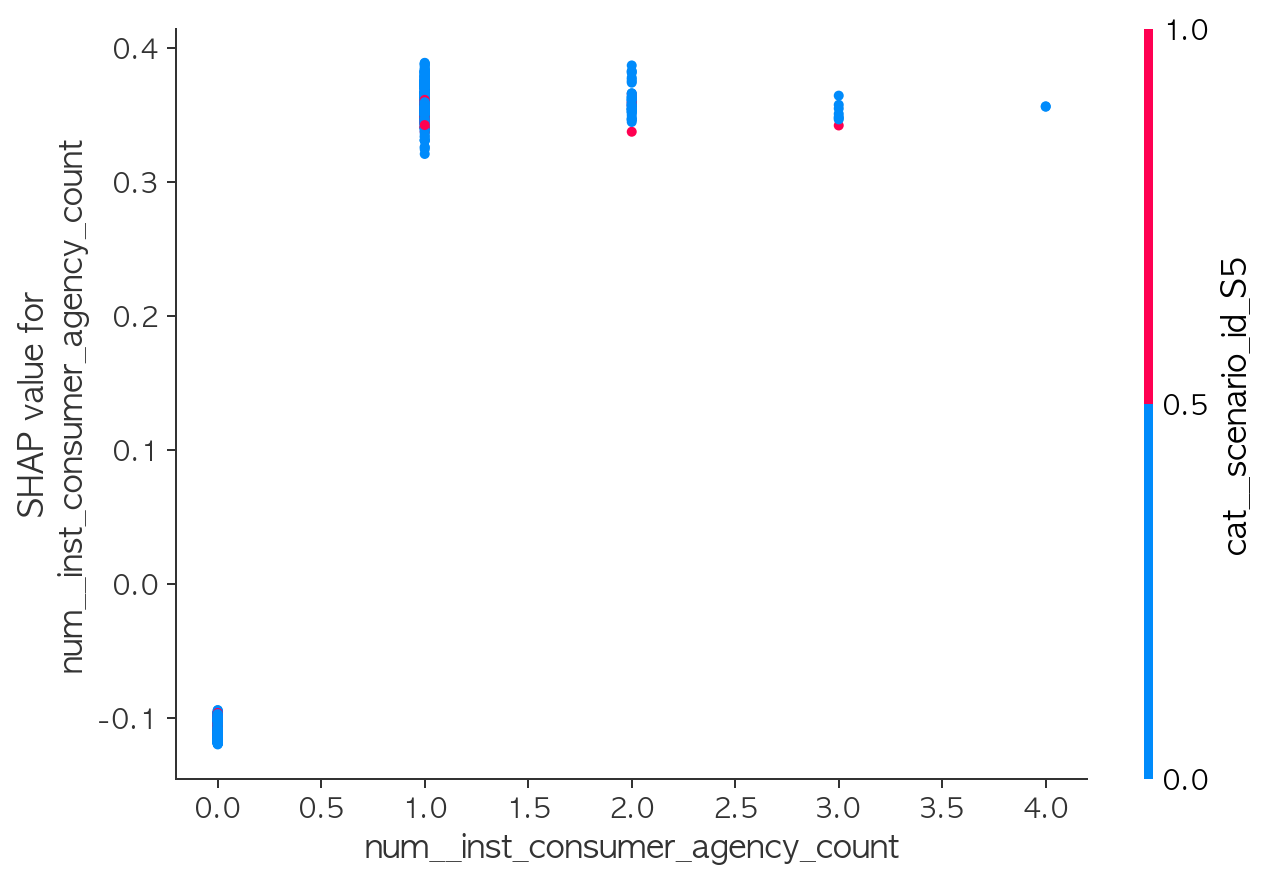 SHAP value for
num__inst_consumer_agency_count
0.4
0.3
0.2
0.1
0.0
-0.1
0.0 0.5 1.0 1.5 2.0 2.5 3.0 3.5 4.0
num__inst_consumer_agency_count
1.0
0.5
0.0
cat__scenario_id_S5